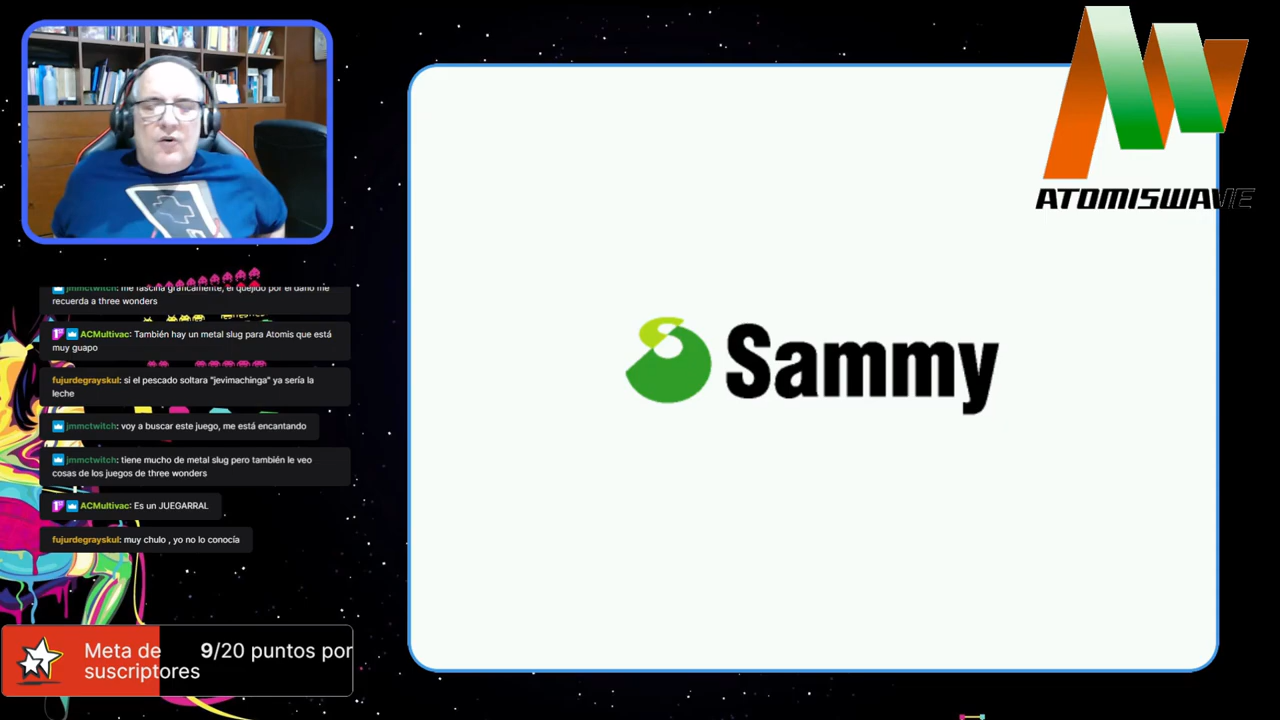 ATOMISWAVE
Sammy
jmmctwitch: me fascina graficamente, el quejido por el daño me
recuerda a three wonders
ACMultivac: También hay un metal slug para Atomis que está
muy guapo
fujurdegrayskul: si el pescado soltara "jevimachinga" ya sería la
leche
jmmctwitch: voy a buscar este juego, me está encantando
jmmctwitch: tiene mucho de metal slug pero también le veo
cosas de los juegos de three wonders
ACMultivac: Es un JUEGARRAL
fujurdegrayskul: muy chulo , yo no lo conocía
Meta de
suscriptores
9/20 puntos por